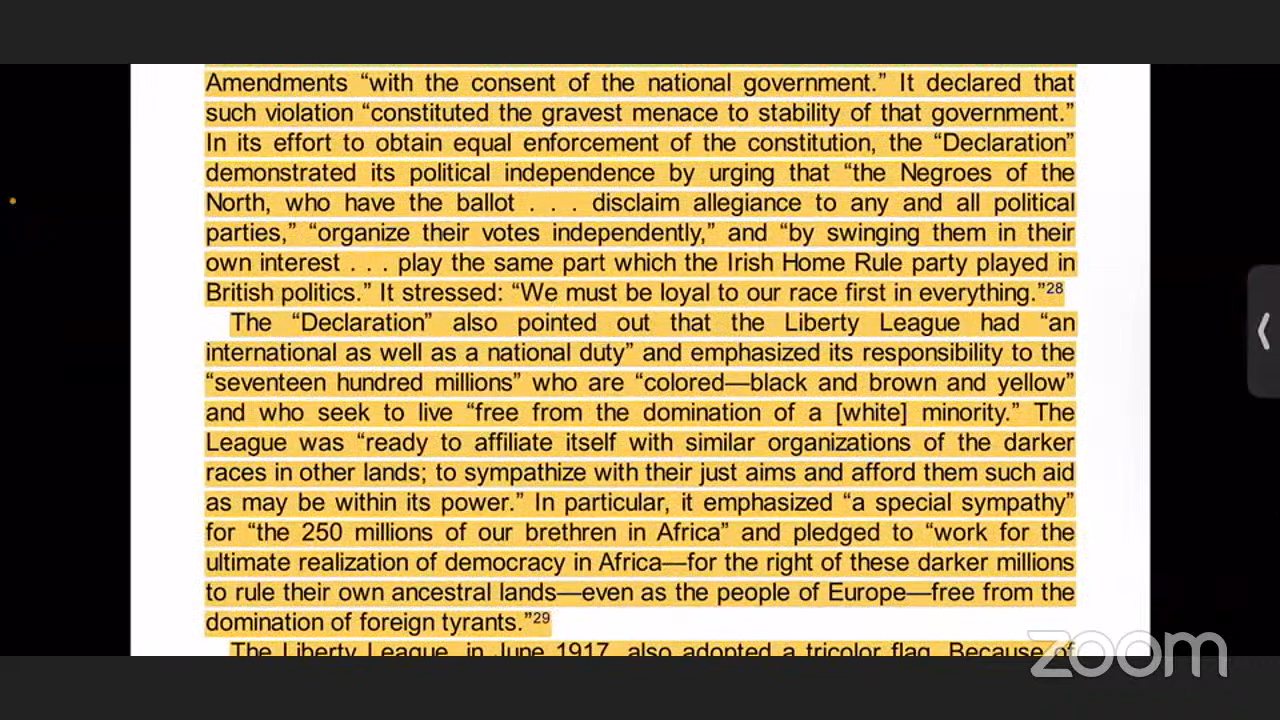 Amendments “with the consent of the national government.” It declared that
such violation “constituted the gravest menace to stability of that government.”
In its effort to obtain equal enforcement of the constitution, the “Declaration”
demonstrated its political independence by urging that “the Negroes of the
North, who have the ballot . . . disclaim allegiance to any and all political
parties,” “organize their votes independently,” and “by swinging them in their
own interest . . . play the same part which the Irish Home Rule party played in
British politics.” It stressed: “We must be loyal to our race first in everything.”28
The “Declaration” also pointed out that the Liberty League had “an
international as well as a national duty” and emphasized its responsibility to the
“seventeen hundred millions” who are “colored—black and brown and yellow”
and who seek to live “free from the domination of a [white] minority.” The
League was “ready to affiliate itself with similar organizations of the darker
races in other lands; to sympathize with their just aims and afford them such aid
as may be within its power.” In particular, it emphasized “a special sympathy”
for “the 250 millions of our brethren in Africa” and pledged to “work for the
ultimate realization of democracy in Africa—for the right of these darker millions
to rule their own ancestral lands—even as the people of Europe—free from the
domination of foreign tyrants.”29
The Liberty League, in June 1917, also adopted a tricolor flag. Because of
zoom